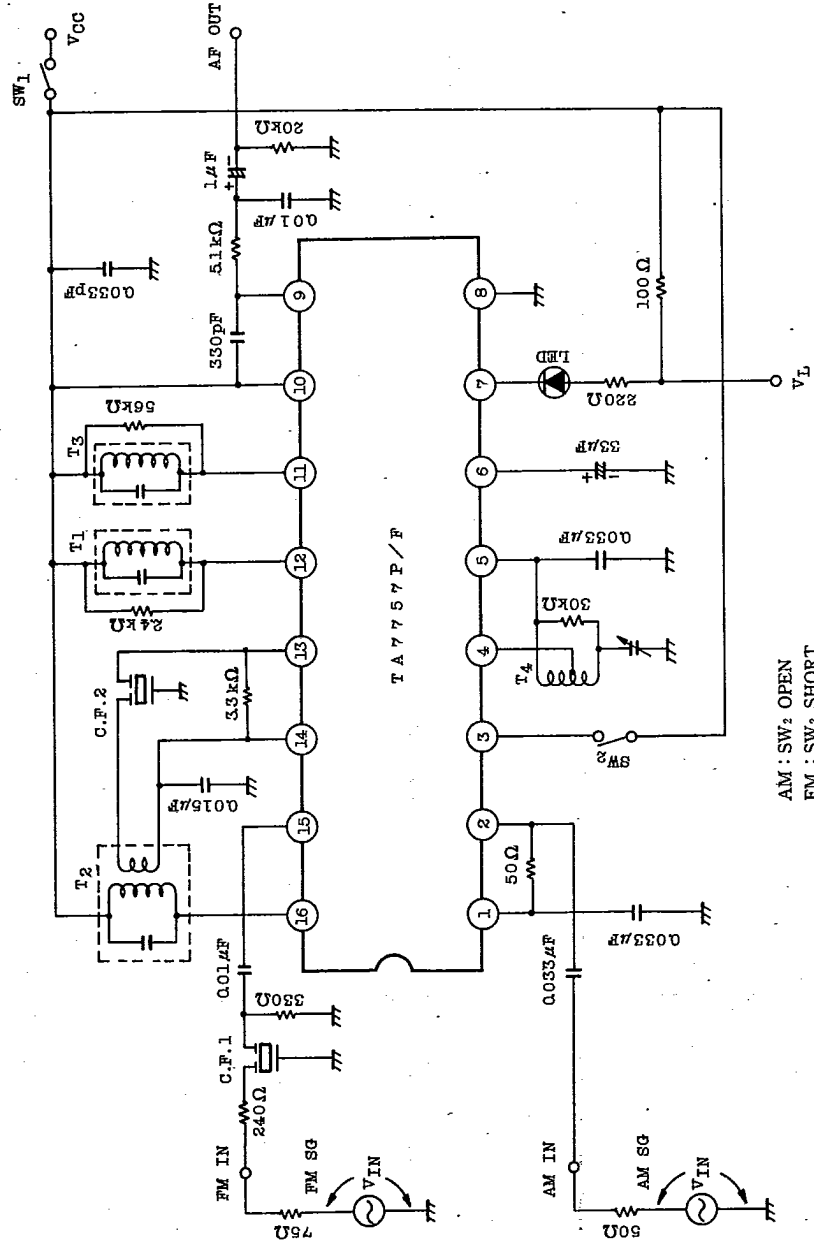 SW1
VCC
AF OUT
20kΩ
1μF
+
−
0.01μF
5.1kΩ
0.033pF
330pF
T3
56kΩ
T1
2.4kΩ
C.F.2
3.3kΩ
0.015μF
T2
0.01μF
330Ω
C.F.1
240Ω
FM IN
FM SG
75Ω
VIN
16
15
14
13
12
11
10
9
TA7757P/F
1
2
3
4
5
6
7
8
50Ω
0.033μF
0.033μF
AM IN
AM SG
50Ω
VIN
SW2
T4
30kΩ
0.033μF
+
−
33μF
LED
220Ω
100Ω
VL
AM : SW2 OPEN
FM : SW2 SHORT